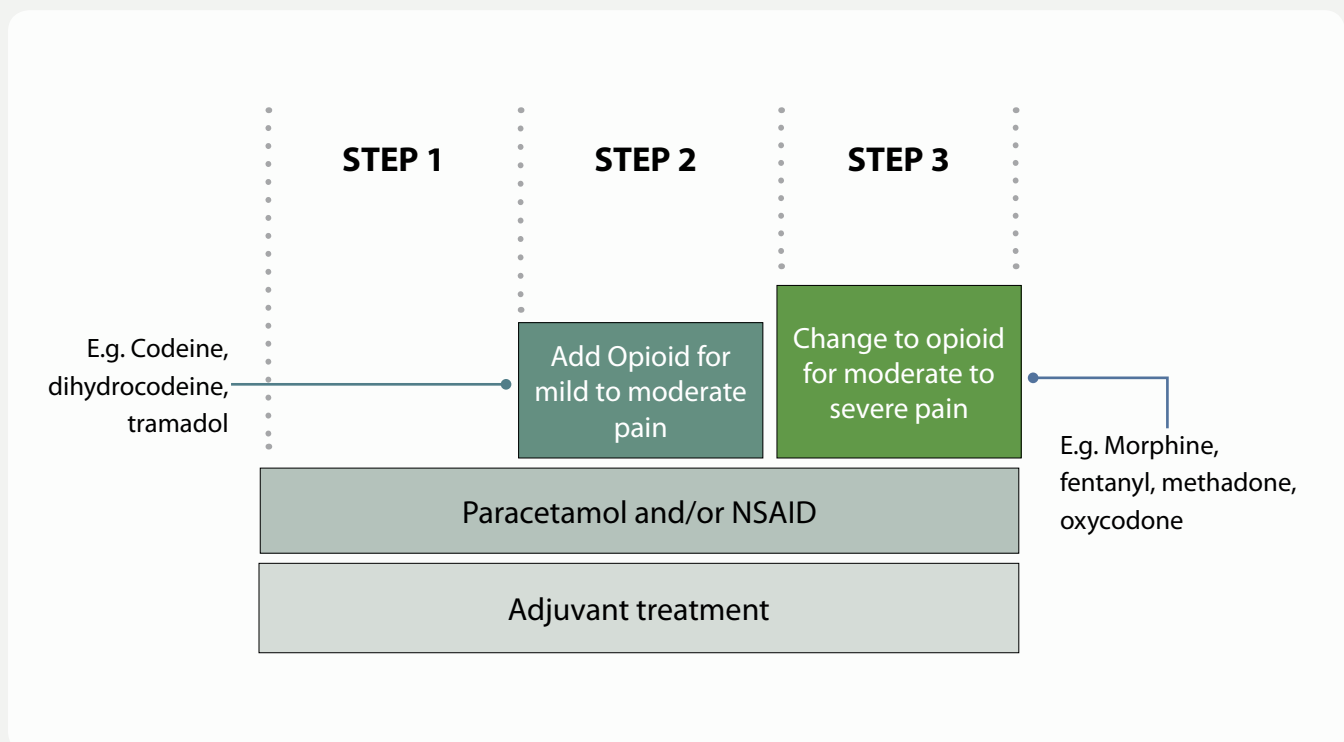 STEP 1
STEP 2
STEP 3
E.g. Codeine,
dihydrocodeine,
tramadol
Add Opioid for
mild to moderate
pain
Change to opioid
for moderate to
severe pain
E.g. Morphine,
fentanyl, methadone,
oxycodone
Paracetamol and/or NSAID
Adjuvant treatment